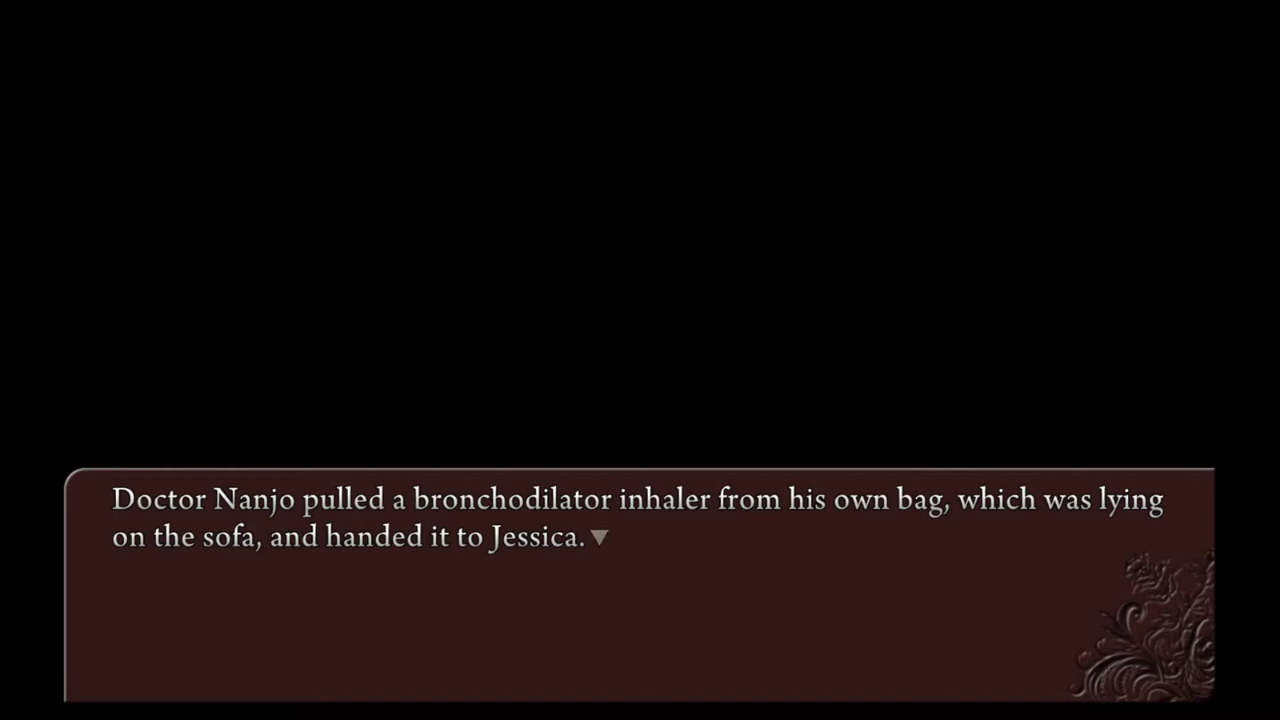 Doctor Nanjo pulled a bronchodilator inhaler from his own bag, which was lying
on the sofa, and handed it to Jessica.